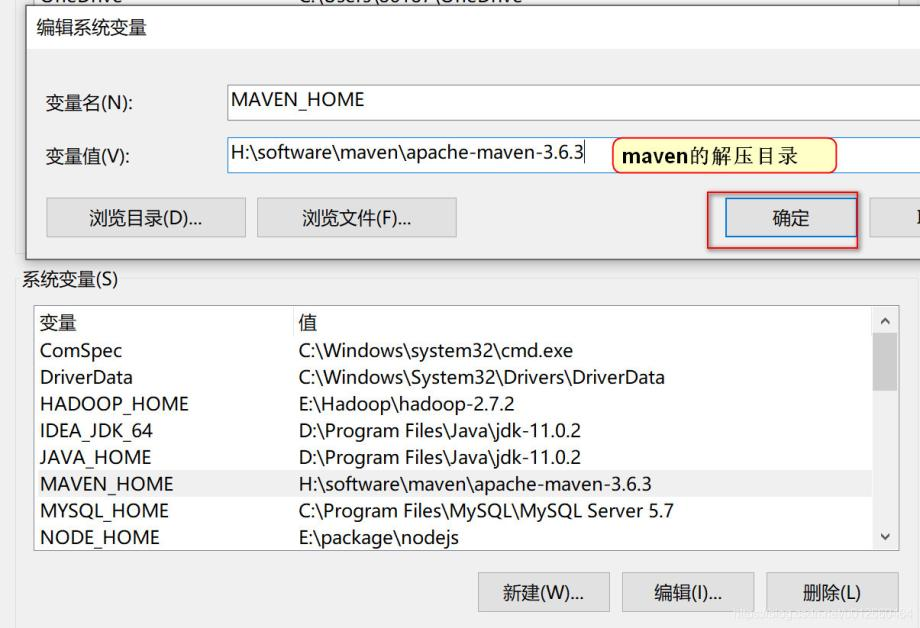 编辑系统变量
变量名(N):
MAVEN_HOME
变量值(V):
H:\software\maven\apache-maven-3.6.3
maven的解压目录
浏览目录(D)...
浏览文件(F)...
确定
系统变量(S)
变量 值
ComSpec C:\Windows\system32\cmd.exe
DriverData C:\Windows\System32\Drivers\DriverData
HADOOP_HOME E:\Hadoop\hadoop-2.7.2
IDEA_JDK_64 D:\Program Files\Java\jdk-11.0.2
JAVA_HOME D:\Program Files\Java\jdk-11.0.2
MAVEN_HOME H:\software\maven\apache-maven-3.6.3
MYSQL_HOME C:\Program Files\MySQL\MySQL Server 5.7
NODE_HOME E:\package\nodejs
新建(W)...
编辑(I)...
删除(L)